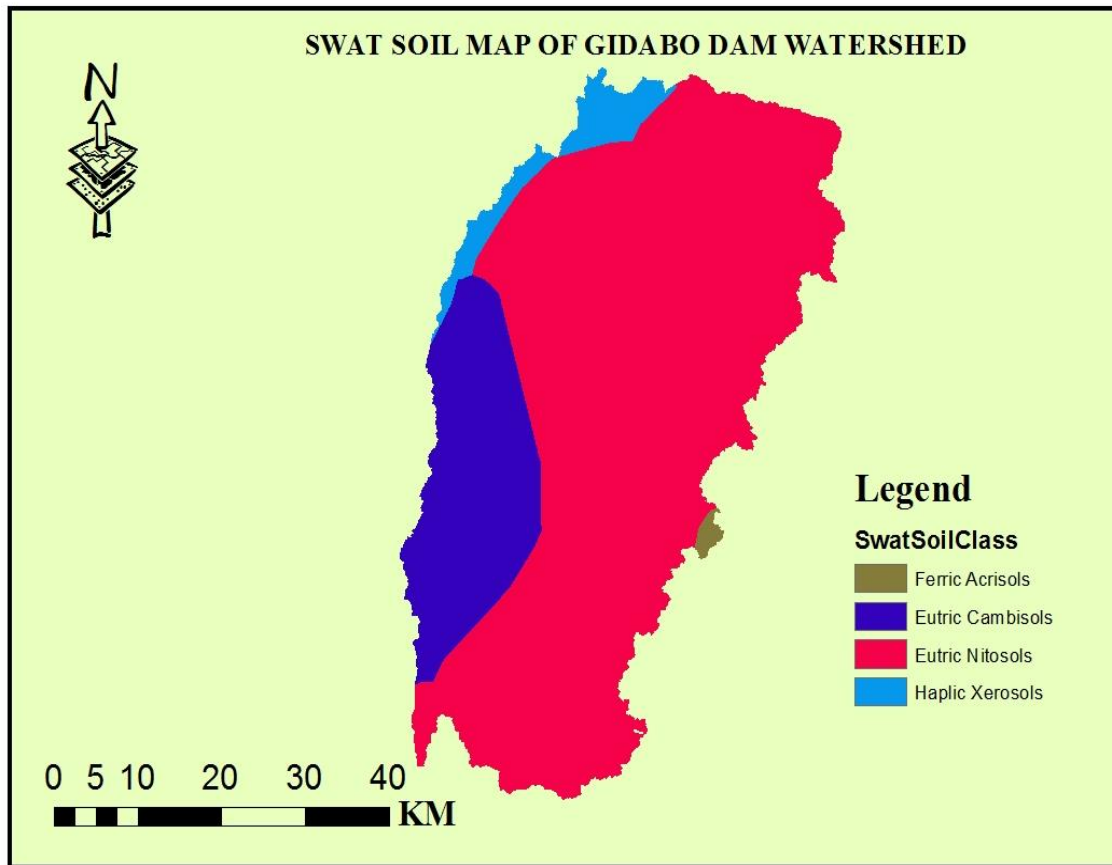 SWAT SOIL MAP OF GIDABO DAM WATERSHED
N
Legend
SwatSoilClass
Ferric Acrisols
Eutric Cambisols
Eutric Nitosols
Haplic Xerosols
0 5 10 20 30 40
KM